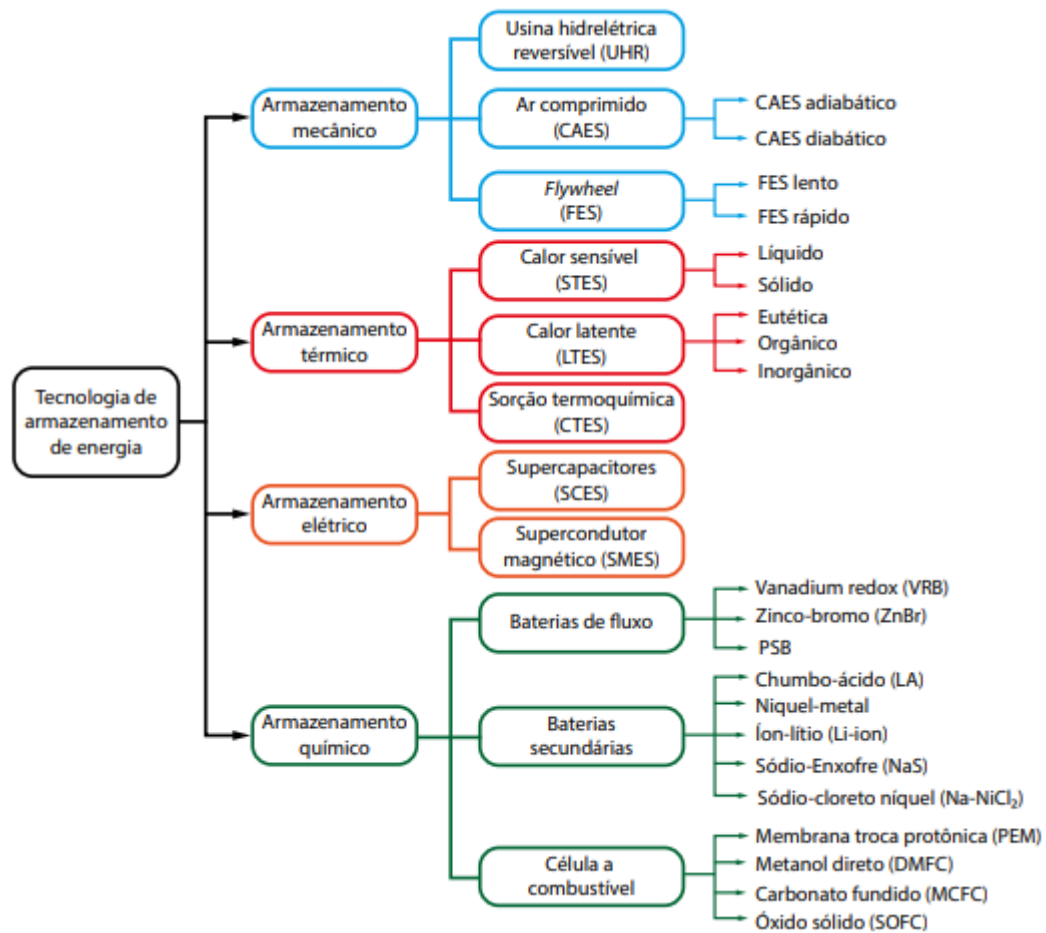 Tecnologia de
armazenamento
de energia
Armazenamento
mecânico
Usina hidrelétrica
reversível (UHR)
Ar comprimido
(CAES)
CAES adiabático
CAES diabático
Flywheel
(FES)
FES lento
FES rápido
Armazenamento
térmico
Calor sensível
(STES)
Líquido
Sólido
Calor latente
(LTES)
Eutética
Orgânico
Inorgânico
Sorção termoquímica
(CTES)
Armazenamento
elétrico
Supercapacitores
(SCES)
Supercondutor
magnético (SMES)
Armazenamento
químico
Baterias de fluxo
Vanadium redox (VRB)
Zinco-bromo (ZnBr)
PSB
Baterias
secundárias
Chumbo-ácido (LA)
Niquel-metal
Íon-lítio (Li-ion)
Sódio-Enxofre (NaS)
Sódio-cloreto níquel (Na-NiCl₂)
Célula a
combustível
Membrana troca protônica (PEM)
Metanol direto (DMFC)
Carbonato fundido (MCFC)
Óxido sólido (SOFC)